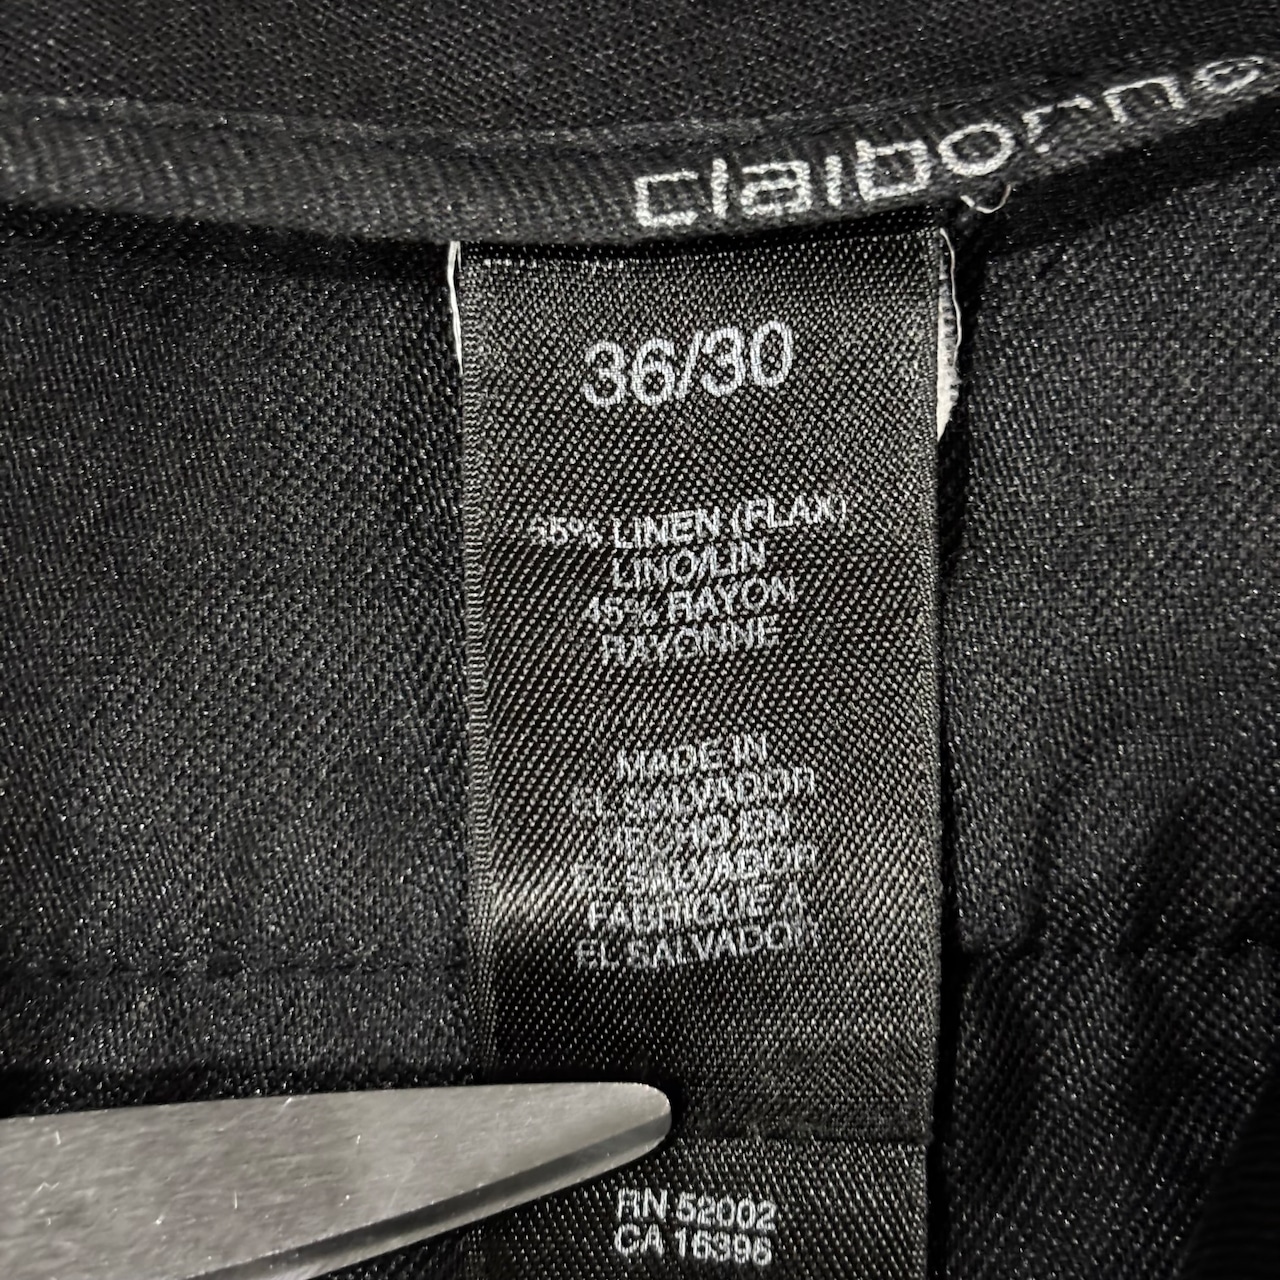 claiborne
36/30
55% LINEN (FLAX)
LINO/LIN
45% RAYON
RAYONNE
MADE IN
EL SALVADOR
HECHO EN
EL SALVADOR
FABRIQUÉ Á
EL SALVADOR
RN 52002
CA 16396